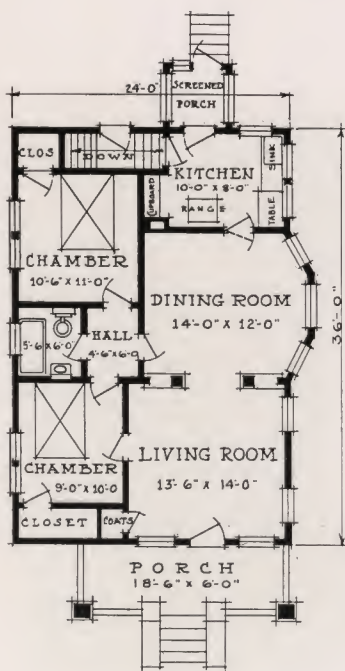 24'-0"
SCREENED
PORCH
CLOS
DOWN
KITCHEN
10'-0" X 8'-0"
SINK
CUPBOARD
RANGE
TABLE
CHAMBER
10'-6" X 11'-0"
36'-0"
DINING ROOM
14'-0" X 12'-0"
5'-6 X 6'-0"
HALL
4'-6" X 6'-0
CHAMBER
9'-0" X 10'-0
LIVING ROOM
13'-6" X 14'-0"
CLOSET
COATS
PORCH
18'-6" X 6'-0"